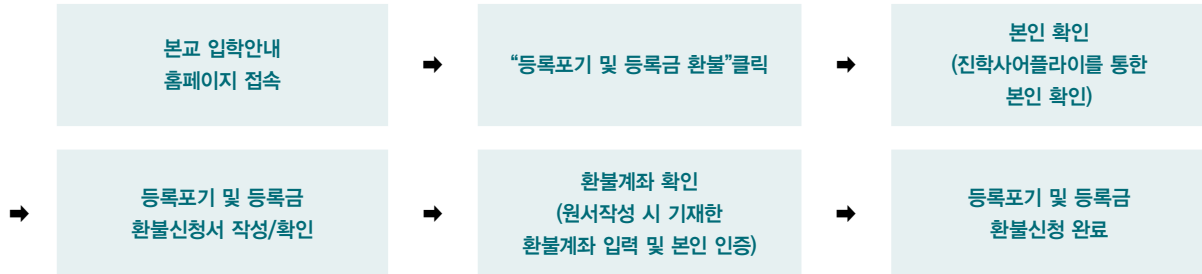 본교 입학안내
홈페이지 접속
➡
“등록포기 및 등록금 환불”클릭
➡
본인 확인
(진학사어플라이를 통한
본인 확인)
➡
등록포기 및 등록금
환불신청서 작성/확인
➡
환불계좌 확인
(원서작성 시 기재한
환불계좌 입력 및 본인 인증)
➡
등록포기 및 등록금
환불신청 완료